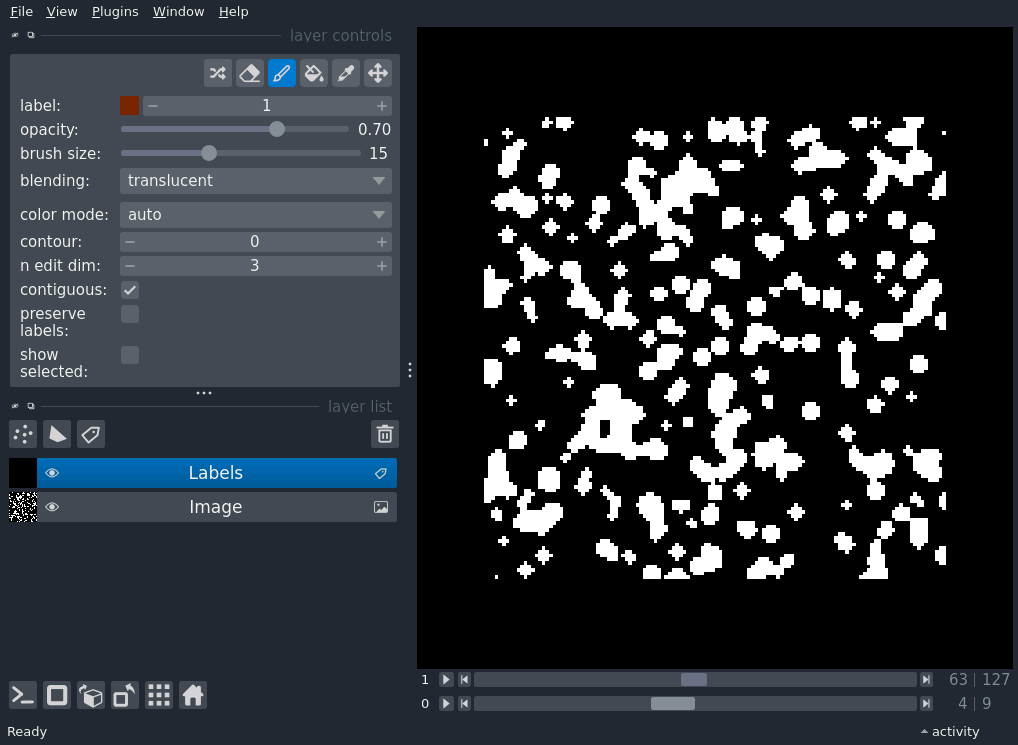 File View Plugins Window Help
layer controls
label: 1
opacity: 0.70
brush size: 15
blending: translucent
color mode: auto
contour: 0
n edit dim: 3
contiguous:
preserve
labels:
show
selected:
layer list
Labels
Image
1 63 | 127
0 4 | 9
Ready activity